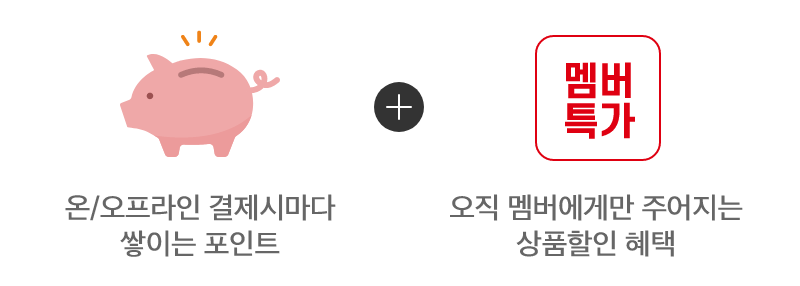 멤버
특가
온/오프라인 결제시마다
쌓이는 포인트
오직 멤버에게만 주어지는
상품할인 혜택